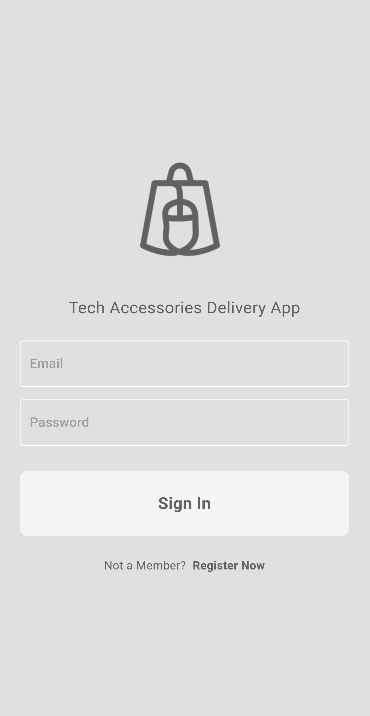 Tech Accessories Delivery App
Email
Password
Sign In
Not a Member? Register Now